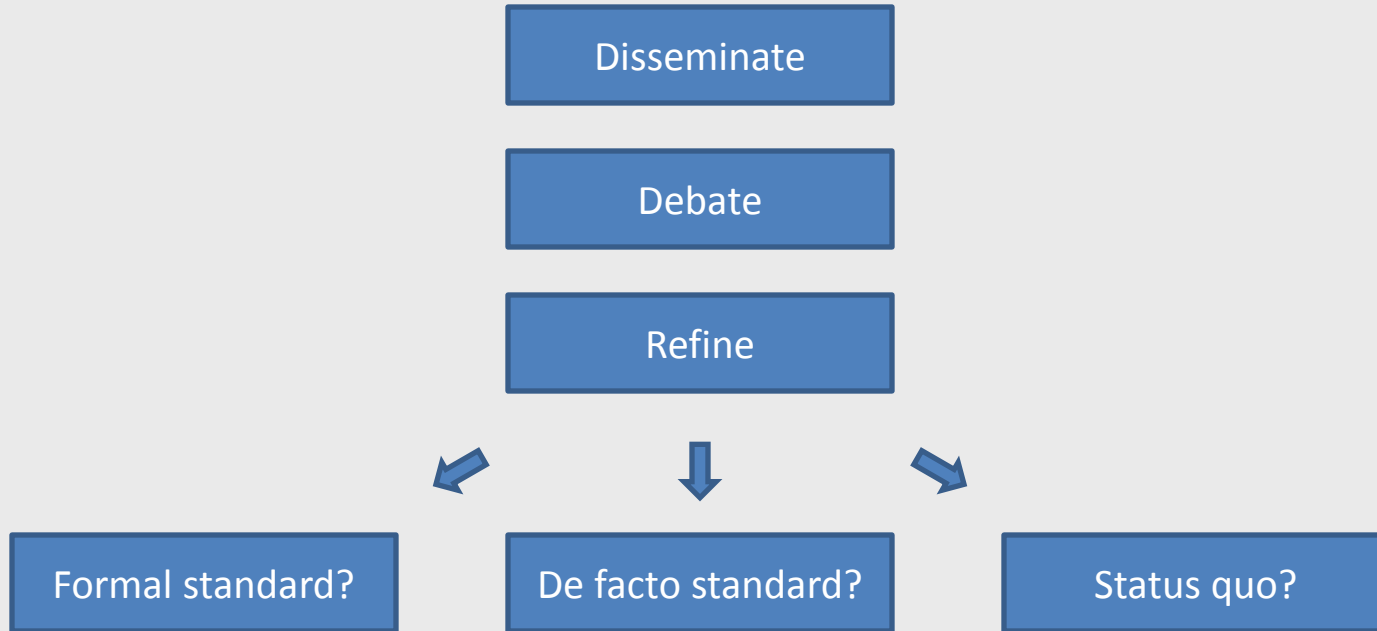 Disseminate
Debate
Refine
Formal standard?
De facto standard?
Status quo?